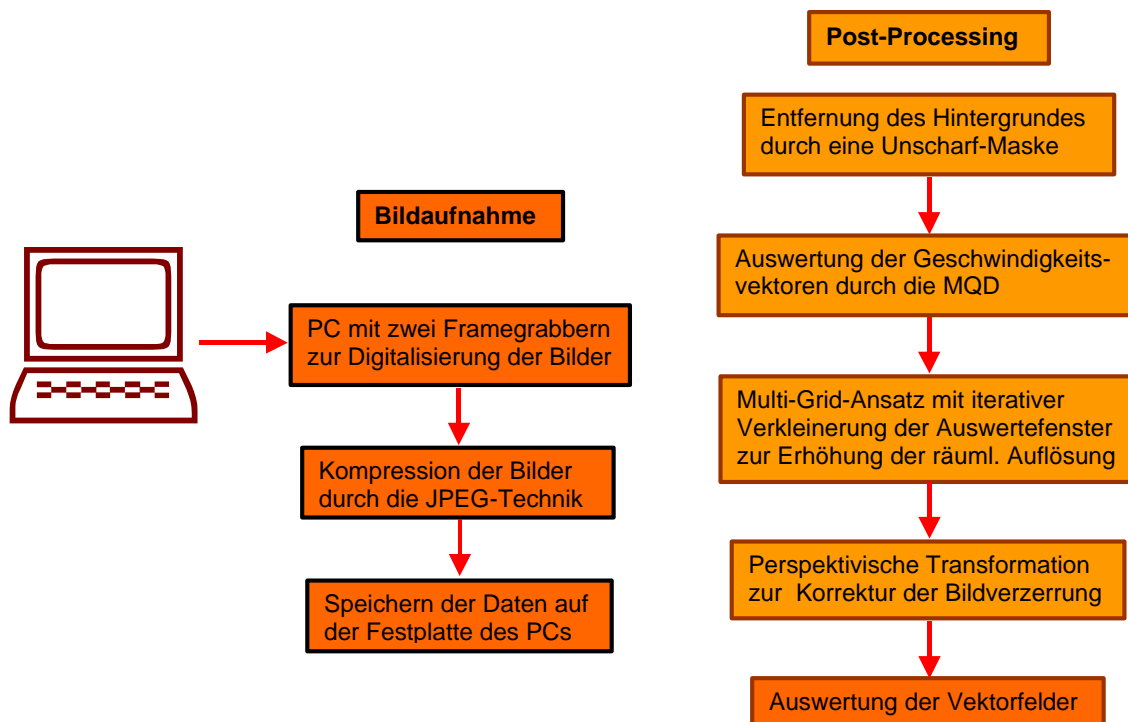 Bildaufnahme
PC mit zwei Framegrabbern
zur Digitalisierung der Bilder
Kompression der Bilder
durch die JPEG-Technik
Speichern der Daten auf
der Festplatte des PCs
Post-Processing
Entfernung des Hintergrundes
durch eine Unscharf-Maske
Auswertung der Geschwindigkeits-
vektoren durch die MQD
Multi-Grid-Ansatz mit iterativer
Verkleinerung der Auswertefenster
zur Erhöhung der räuml. Auflösung
Perspektivische Transformation
zur Korrektur der Bildverzerrung
Auswertung der Vektorfelder